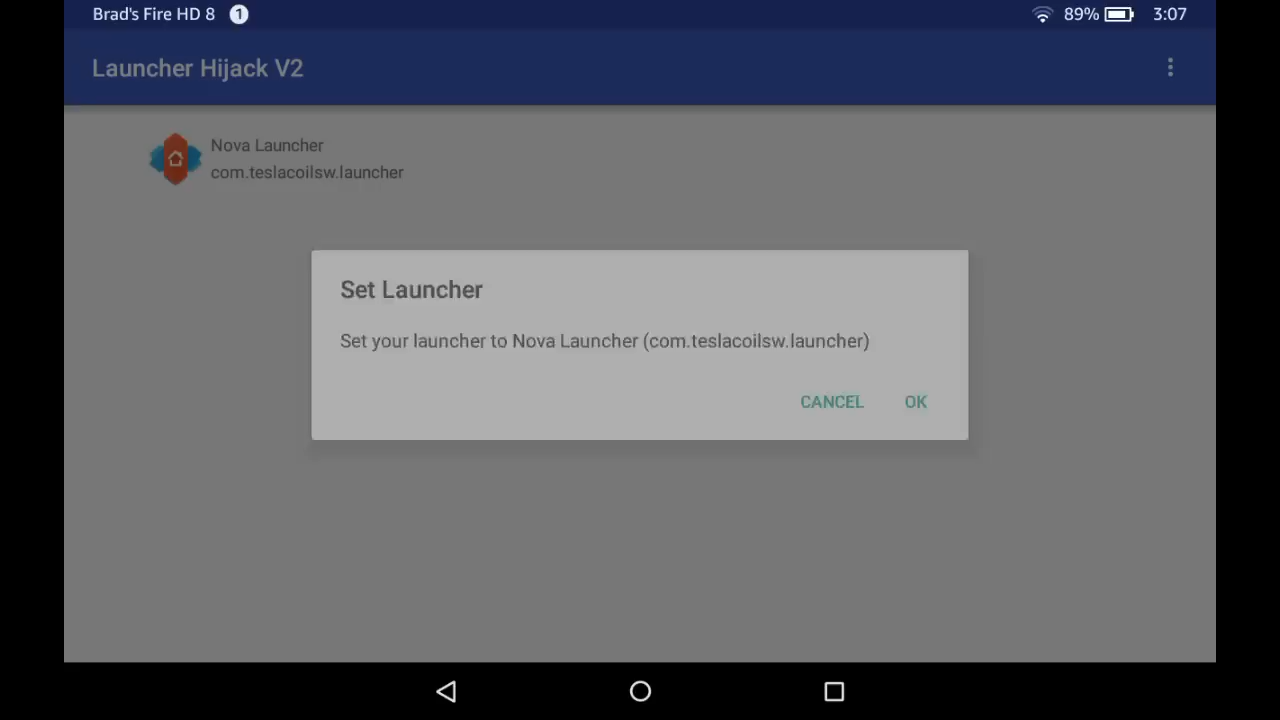 Brad's Fire HD 8 1 89% 3:07
Launcher Hijack V2
Nova Launcher
com.teslacoilsw.launcher
Set Launcher
Set your launcher to Nova Launcher (com.teslacoilsw.launcher)
CANCEL OK